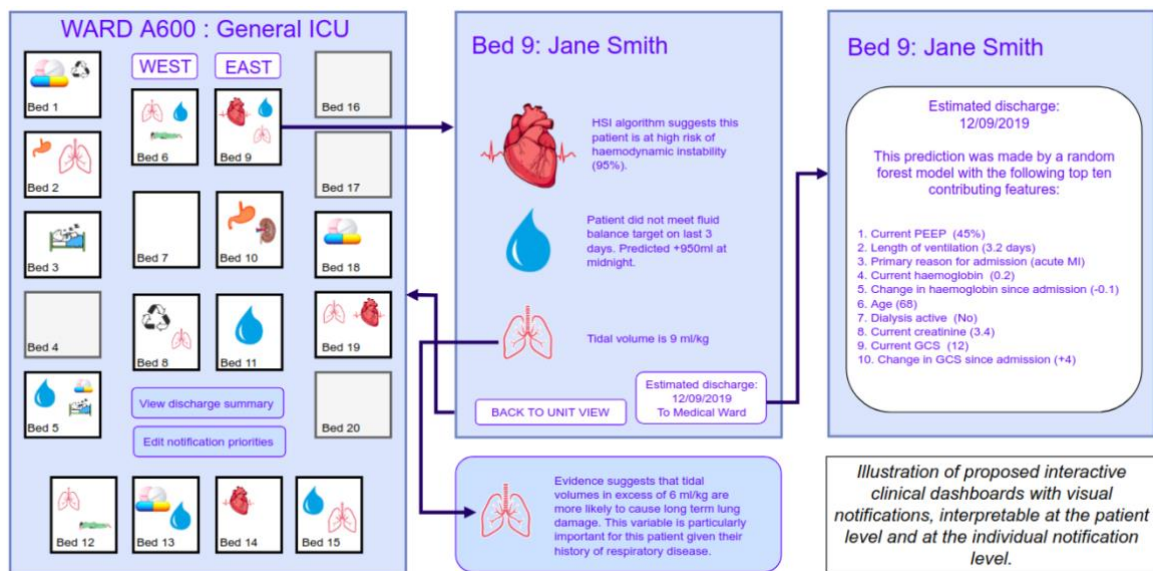 WARD A600 : General ICU
WEST
EAST
Bed 1
Bed 2
Bed 3
Bed 4
Bed 5
Bed 6
Bed 7
Bed 8
Bed 9
Bed 10
Bed 11
Bed 16
Bed 17
Bed 18
Bed 19
Bed 20
View discharge summary
Edit notification priorities
Bed 12
Bed 13
Bed 14
Bed 15
Bed 9: Jane Smith
HSI algorithm suggests this
patient is at high risk of
haemodynamic instability
(95%).
Patient did not meet fluid
balance target on last 3
days. Predicted +950ml at
midnight.
Tidal volume is 9 ml/kg
BACK TO UNIT VIEW
Estimated discharge:
12/09/2019
To Medical Ward
Evidence suggests that tidal
volumes in excess of 6 ml/kg are
more likely to cause long term lung
damage. This variable is particularly
important for this patient given their
history of respiratory disease.
Bed 9: Jane Smith
Estimated discharge:
12/09/2019
This prediction was made by a random
forest model with the following top ten
contributing features:
1. Current PEEP (45%)
2. Length of ventilation (3.2 days)
3. Primary reason for admission (acute MI)
4. Current haemoglobin (0.2)
5. Change in haemoglobin since admission (-0.1)
6. Age (68)
7. Dialysis active (No)
8. Current creatinine (3.4)
9. Current GCS (12)
10. Change in GCS since admission (+4)
Illustration of proposed interactive
clinical dashboards with visual
notifications, interpretable at the patient
level and at the individual notification
level.